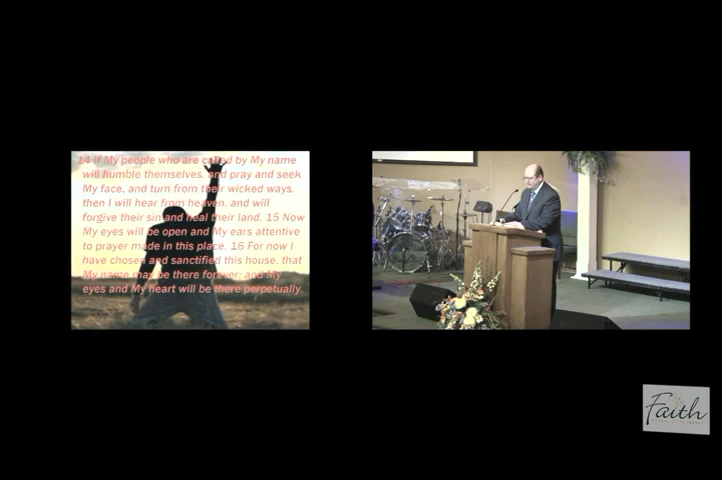 14 if My people who are called by My name
will humble themselves, and pray and seek
My face, and turn from their wicked ways,
then I will hear from heaven, and will
forgive their sin and heal their land. 15 Now
My eyes will be open and My ears attentive
to prayer made in this place. 16 For now I
have chosen and sanctified this house, that
My name may be there forever; and My
eyes and My heart will be there perpetually.
Faith